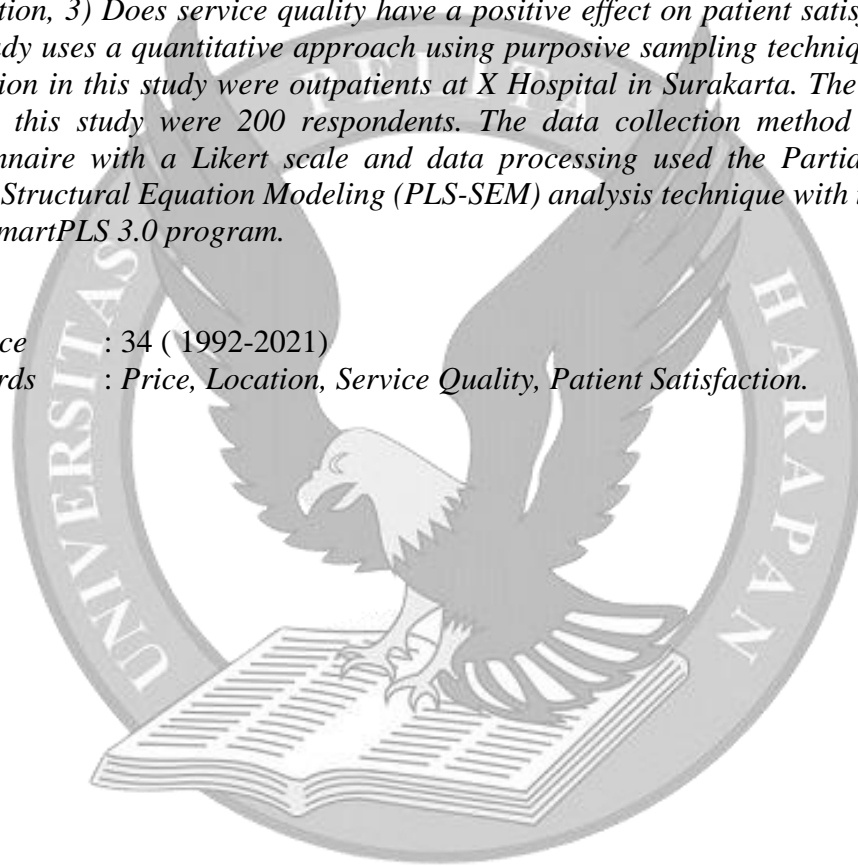 tion, 3) Does service quality have a positive effect on patient satisf
dy uses a quantitative approach using purposive sampling techniq
ion in this study were outpatients at X Hospital in Surakarta. The
this study were 200 respondents. The data collection method
nnaire with a Likert scale and data processing used the Partia
Structural Equation Modeling (PLS-SEM) analysis technique with
martPLS 3.0 program.
ce : 34 ( 1992-2021)
rds : Price, Location, Service Quality, Patient Satisfaction.
UNIVERSITAS PELITA HARAPAN